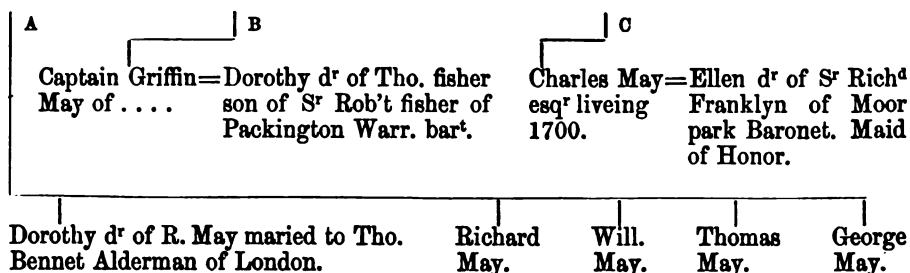 A
B
C
Captain Griffin=Dorothy dʳ of Tho. fisher
May of . . . .
son of Sʳ Rob't fisher of
Packington Warr. barᵗ.
Charles May=Ellen dʳ of Sʳ Richᵈ
esqʳ liveing
1700.
Franklyn of Moor
park Baronet. Maid
of Honor.
Dorothy dʳ of R. May maried to Tho.
Bennet Alderman of London.
Richard
May.
Will.
May.
Thomas
May.
George
May.